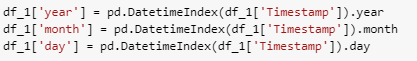 df_1['year'] = pd.DatetimeIndex(df_1['Timestamp']).year
df_1['month'] = pd.DatetimeIndex(df_1['Timestamp']).month
df_1['day'] = pd.DatetimeIndex(df_1['Timestamp']).day